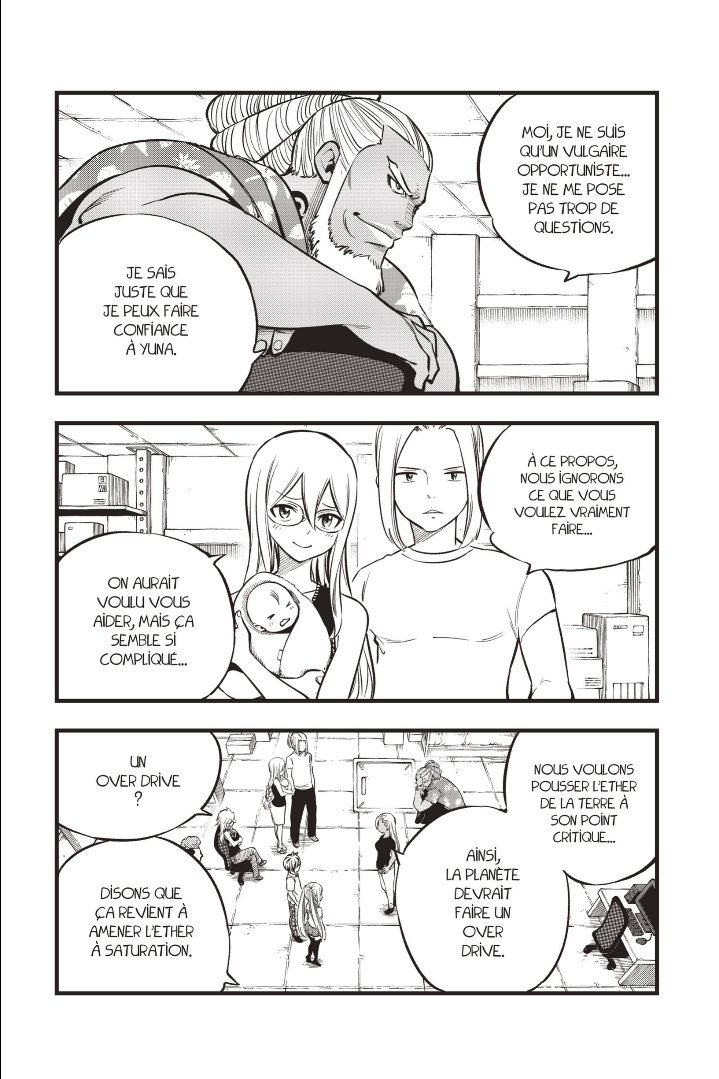 MOI, JE NE SUIS
QU'UN VULGAIRE
OPPORTUNISTE...
JE NE ME POSE
PAS TROP DE
QUESTIONS.
JE SAIS
JUSTE QUE
JE PEUX FAIRE
CONFIANCE
À YUNA.
À CE PROPOS,
NOUS IGNORONS
CE QUE VOUS
VOULEZ VRAIMENT
FAIRE...
ON AURAIT
VOULU VOUS
AIDER, MAIS ÇA
SEMBLE SI
COMPLIQUÉ...
NOUS VOULONS
POUSSER L'ETHER
DE LA TERRE À
SON POINT
CRITIQUE...
AINSI,
LA PLANÈTE
DEVRAIT
FAIRE UN
OVER
DRIVE.
UN
OVER DRIVE
?
DISONS QUE
ÇA REVIENT À
AMENER L'ETHER
À SATURATION.